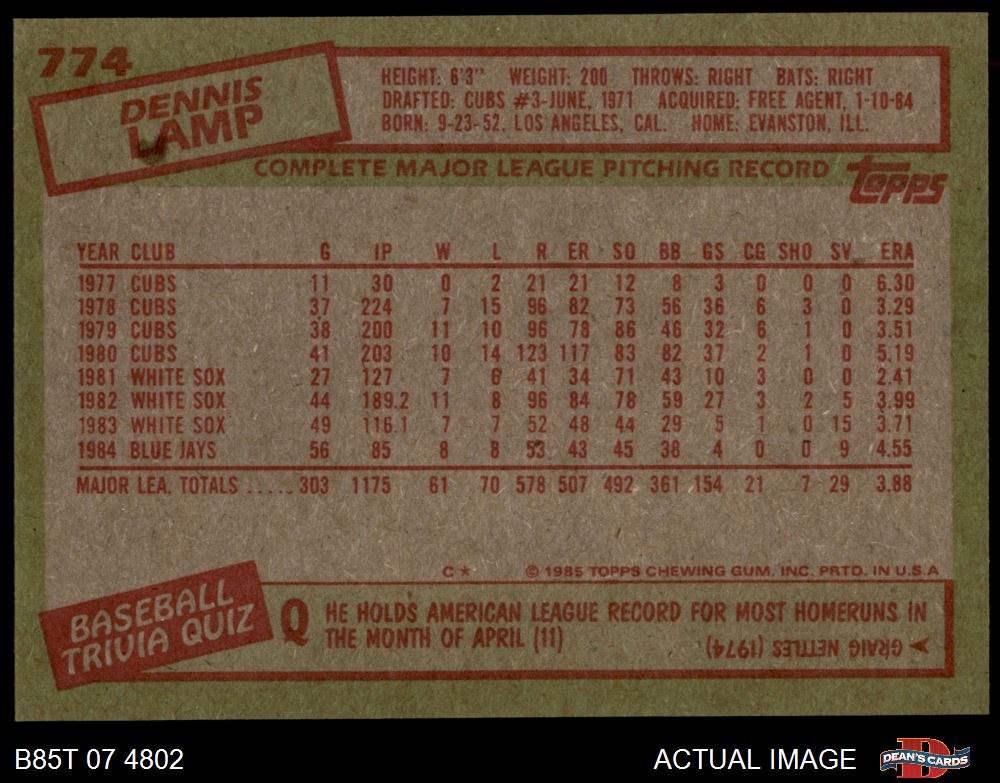 774
DENNIS
LAMP
HEIGHT: 6'3" WEIGHT: 200 THROWS: RIGHT BATS: RIGHT
DRAFTED: CUBS #3-JUNE, 1971 ACQUIRED: FREE AGENT, 1-10-84
BORN: 9-23-52, LOS ANGELES, CAL. HOME: EVANSTON, ILL.
COMPLETE MAJOR LEAGUE PITCHING RECORD
topps
YEAR CLUB G IP W L R ER SO BB GS CG SHO SV ERA
1977 CUBS 11 30 0 2 21 21 12 8 3 0 0 0 6.30
1978 CUBS 37 224 7 15 96 82 73 56 36 6 3 0 3.29
1979 CUBS 38 200 11 10 96 78 86 46 32 6 1 0 3.51
1980 CUBS 41 203 10 14 123 117 83 82 37 2 1 0 5.19
1981 WHITE SOX 27 127 7 6 41 34 71 43 10 3 0 0 2.41
1982 WHITE SOX 44 189.2 11 8 96 84 78 59 27 3 2 5 3.99
1983 WHITE SOX 49 116.1 7 7 52 48 44 29 5 1 0 15 3.71
1984 BLUE JAYS 56 85 8 8 53 43 45 38 4 0 0 9 4.55
MAJOR LEA. TOTALS ..... 303 1175 61 70 578 507 492 361 154 21 7 29 3.88
C* © 1985 TOPPS CHEWING GUM, INC. PRTD. IN U.S.A
BASEBALL
TRIVIA QUIZ
Q HE HOLDS AMERICAN LEAGUE RECORD FOR MOST HOMERUNS IN
THE MONTH OF APRIL (11)
GRAIG NETTLES (1974)
B85T 07 4802
ACTUAL IMAGE
D
DEAN'S CARDS